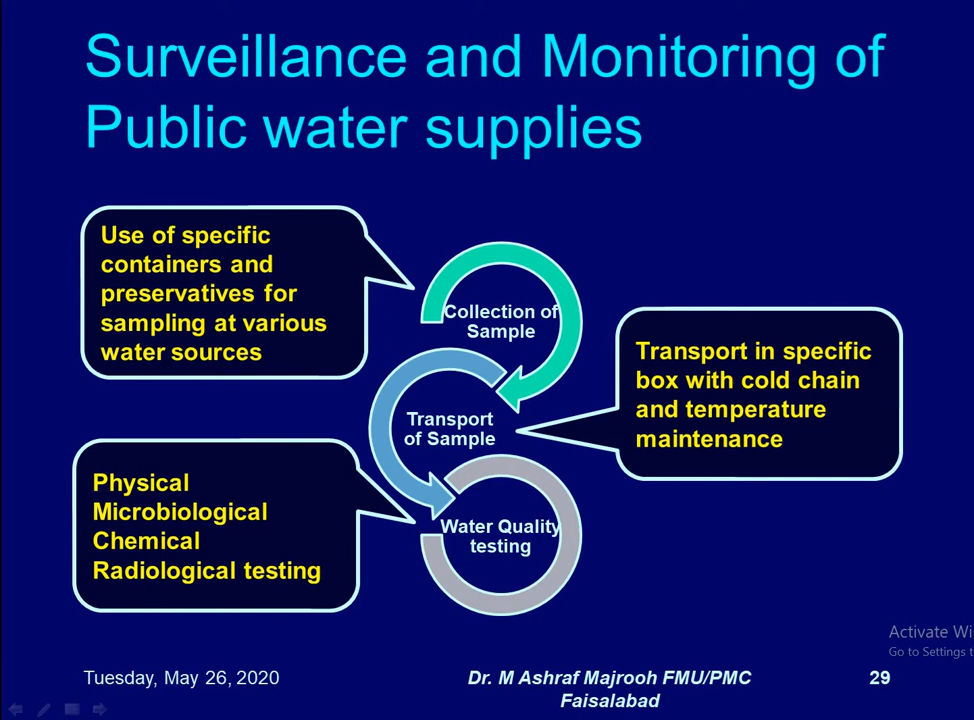 Surveillance and Monitoring of
Public water supplies
Use of specific
containers and
preservatives for
sampling at various
water sources
Collection of
Sample
Transport in specific
box with cold chain
and temperature
maintenance
Transport
of Sample
Physical
Microbiological
Chemical
Radiological testing
Water Quality
testing
Activate Wi
Go to Settings t
Tuesday, May 26, 2020
Dr. M Ashraf Majrooh FMU/PMC
Faisalabad
29